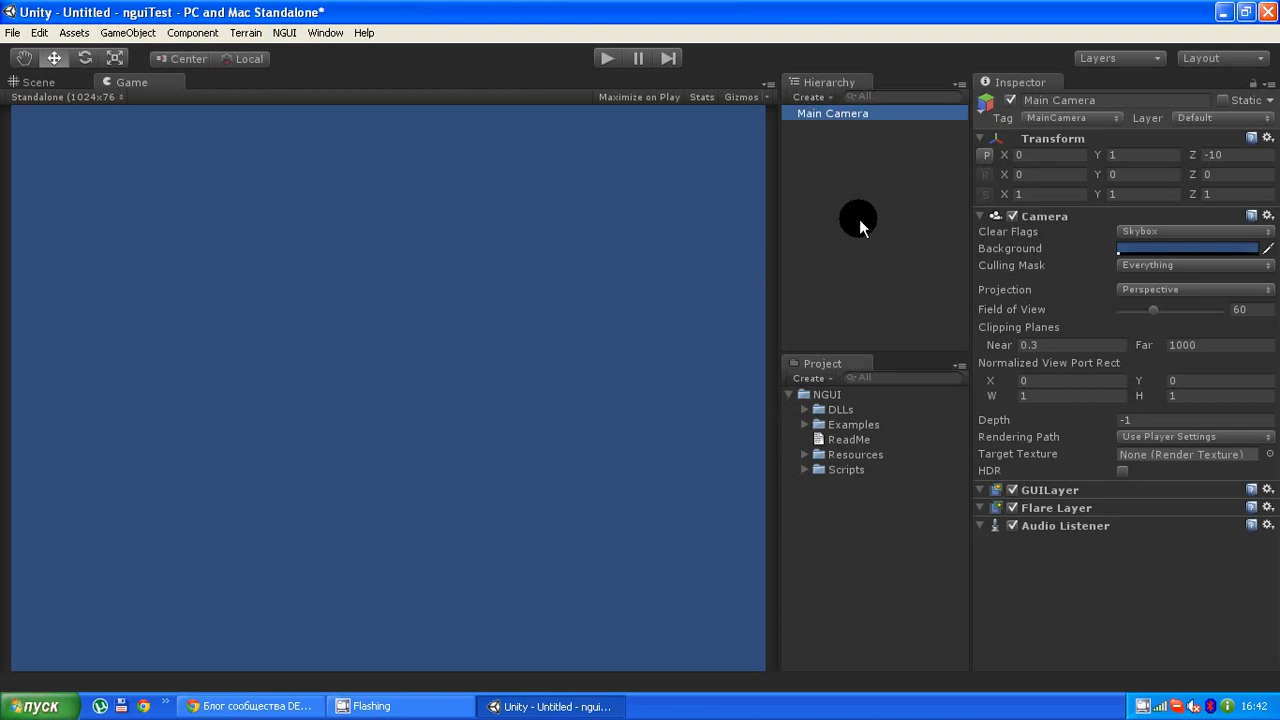 Unity - Untitled - nguiTest - PC and Mac Standalone*
File Edit Assets GameObject Component Terrain NGUI Window Help
Center Local Layers Layout
Scene Game Hierarchy Inspector
Standalone (1024x76 Maximize on Play Stats Gizmos Create All Main Camera Static
Main Camera Tag MainCamera Layer Default
Transform
P X 0 Y 1 Z -10
R X 0 Y 0 Z 0
S X 1 Y 1 Z 1
Camera
Clear Flags Skybox
Background
Culling Mask Everything
Projection Perspective
Field of View 60
Clipping Planes
Near 0.3 Far 1000
Project Normalized View Port Rect
Create All X 0 Y 0
NGUI W 1 H 1
DLLs
Examples Depth -1
ReadMe Rendering Path Use Player Settings
Resources Target Texture None (Render Texture)
Scripts HDR
GUILayer
Flare Layer
Audio Listener
пуск Блог сообщества DE... Flashing Unity - Untitled - ngui... 16:42